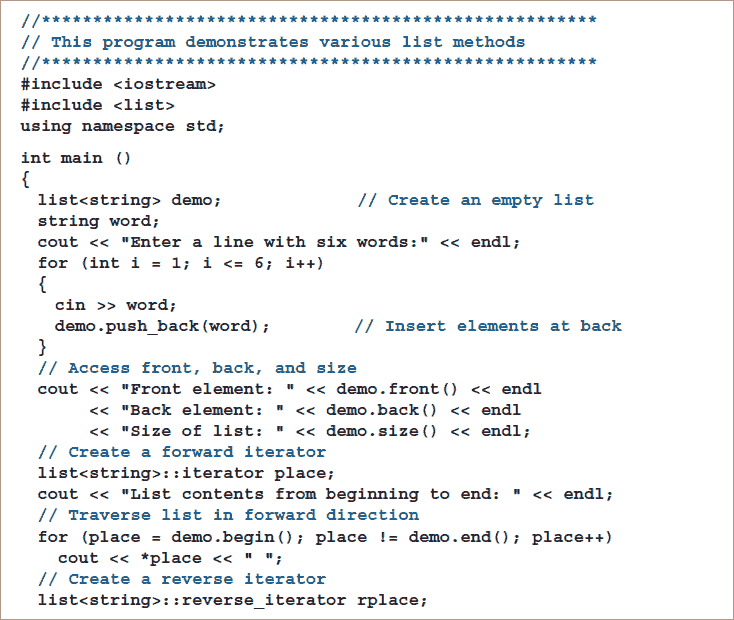 //******************************************************
// This program demonstrates various list methods
//******************************************************
#include <iostream>
#include <list>
using namespace std;
int main ()
{
list<string> demo; // Create an empty list
string word;
cout << "Enter a line with six words:" << endl;
for (int i = 1; i <= 6; i++)
{
cin >> word;
demo.push_back(word); // Insert elements at back
}
// Access front, back, and size
cout << "Front element: " << demo.front() << endl
<< "Back element: " << demo.back() << endl
<< "Size of list: " << demo.size() << endl;
// Create a forward iterator
list<string>::iterator place;
cout << "List contents from beginning to end: " << endl;
// Traverse list in forward direction
for (place = demo.begin(); place != demo.end(); place++)
cout << *place << " ";
// Create a reverse iterator
list<string>::reverse_iterator rplace;